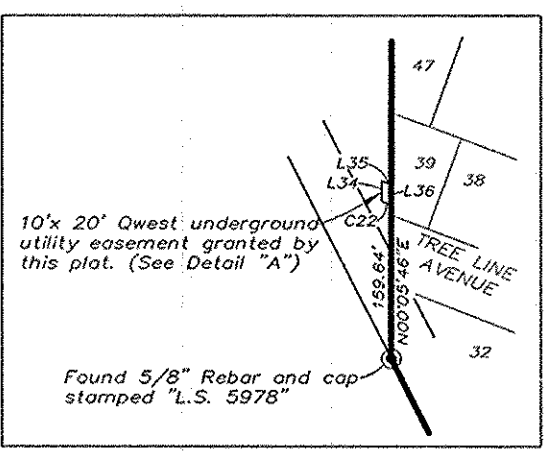 47
L35
39
L34
38
L36
10'x 20' Qwest underground
utility easement granted by
this plat. (See Detail "A")
C22
TREE LINE
AVENUE
159.64'
N00°05'46"E
32
Found 5/8" Rebar and cap
stamped "L.S. 5978"